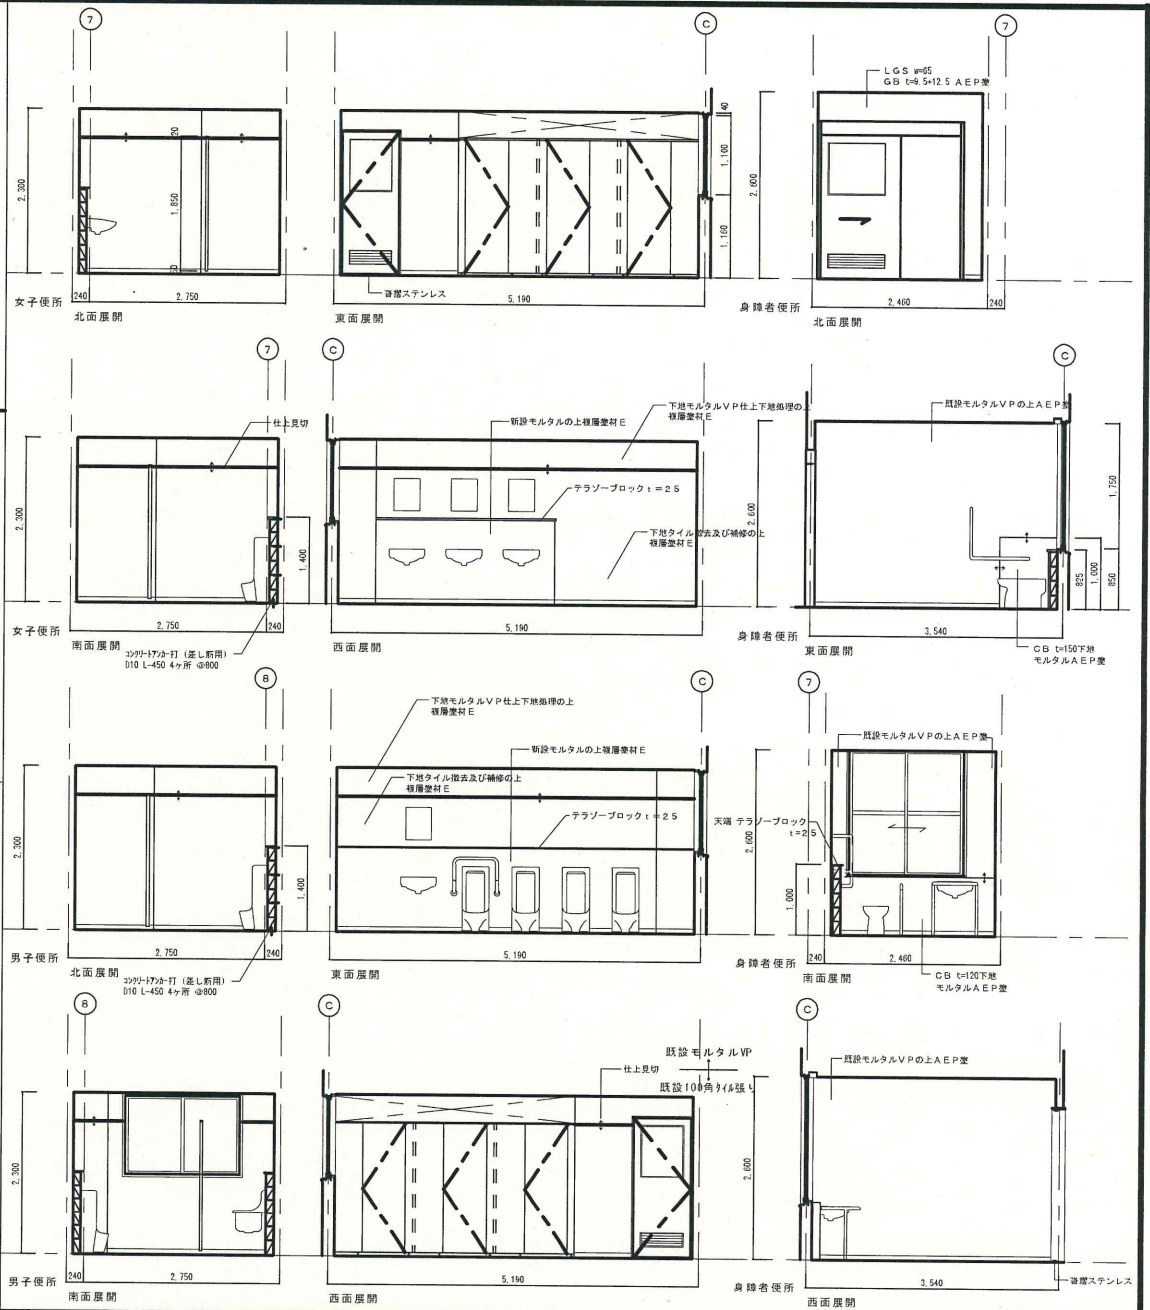 7
C
7
LGS w=65
GB t=9.5+12.5 AEP塗
2,300
20
1,850
40
1,100
1,160
2,600
女子便所
240
2,750
北面展開
沓摺ステンレス
5,190
東面展開
身障者便所
2,460
240
北面展開
7
C
C
仕上見切
新設モルタルの上複層塗材E
下地モルタルVP仕上下地処理の上
複層塗材E
既設モルタルVPの上AEP塗
テラゾーブロック t=25
下地タイル撤去及び補修の上
複層塗材E
2,300
1,400
2,600
1,750
825
1,000
850
女子便所
2,750
240
南面展開
コンクリートアンカー打 (差し筋用)
D10 L-450 4ヶ所 @800
5,190
西面展開
身障者便所
3,540
東面展開
CB t=150下地
モルタルAEP塗
8
C
7
下地モルタルVP仕上下地処理の上
複層塗材E
新設モルタルの上複層塗材E
下地タイル撤去及び補修の上
複層塗材E
テラゾーブロック t=25
既設モルタルVPの上AEP塗
天端 テラゾーブロック
t=25
2,300
1,400
2,600
1,000
男子便所
2,750
240
北面展開
コンクリートアンカー打 (差し筋用)
D10 L-450 4ヶ所 @800
5,190
東面展開
身障者便所
240
2,460
南面展開
CB t=120下地
モルタルAEP塗
8
C
C
既設モルタルVP
仕上見切
既設100角タイル張り
既設モルタルVPの上AEP塗
2,300
2,600
男子便所
240
2,750
南面展開
5,190
西面展開
身障者便所
3,540
西面展開
沓摺ステンレス